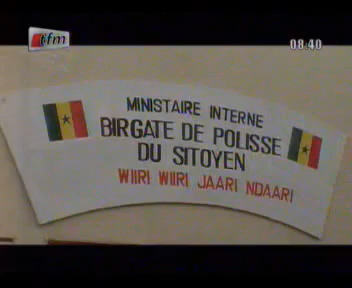 tfm
08:40
MINISTAIRE INTERNE
BIRGATE DE POLISSE
DU SITOYEN
WIIRI WIIRI JAARI NDAARI